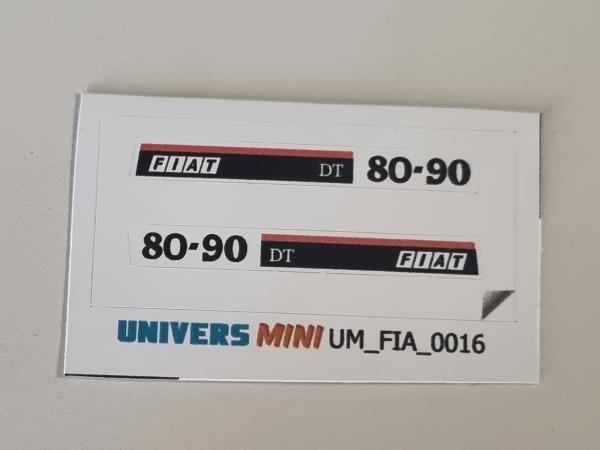 FIAT DT 80-90
80-90 DT FIAT
UNIVERS MINI UM_FIA_0016